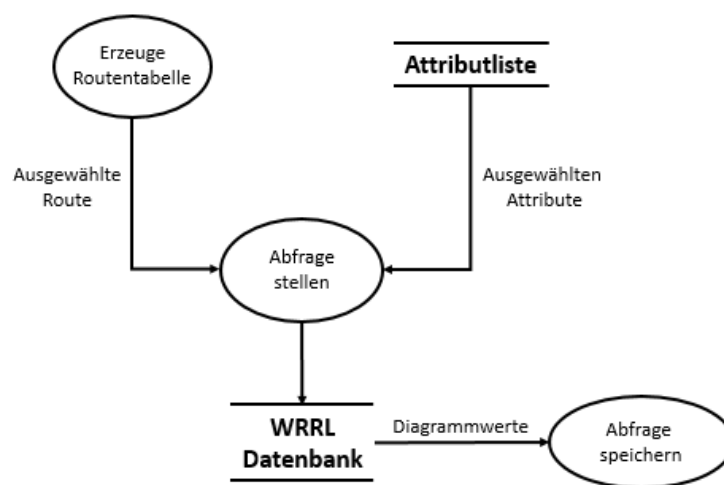 Erzeuge
Routentabelle
Attributliste
Ausgewählte
Route
Ausgewählten
Attribute
Abfrage
stellen
WRRL
Datenbank
Diagrammwerte
Abfrage
speichern